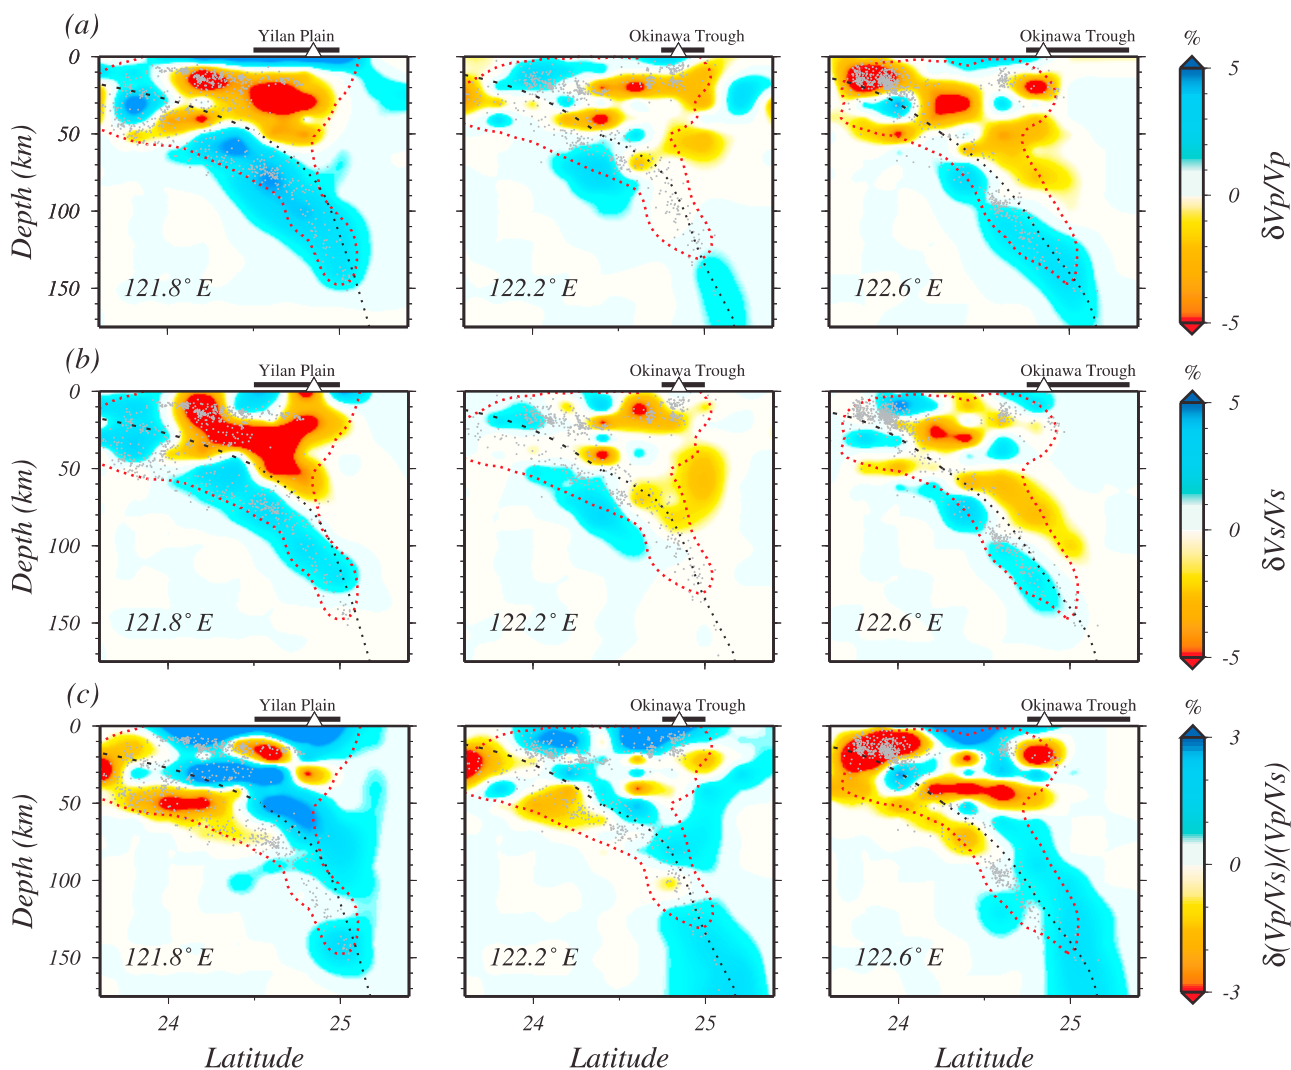 (a)
Yilan Plain
Okinawa Trough
Okinawa Trough
%
0
50
100
150
Depth (km)
121.8° E
122.2° E
122.6° E
5
0
-5
δVp/Vp
(b)
Yilan Plain
Okinawa Trough
Okinawa Trough
%
0
50
100
150
Depth (km)
121.8° E
122.2° E
122.6° E
5
0
-5
δVs/Vs
(c)
Yilan Plain
Okinawa Trough
Okinawa Trough
%
0
50
100
150
Depth (km)
121.8° E
122.2° E
122.6° E
3
0
-3
δ(Vp/Vs)/(Vp/Vs)
24 25 24 25 24 25
Latitude Latitude Latitude